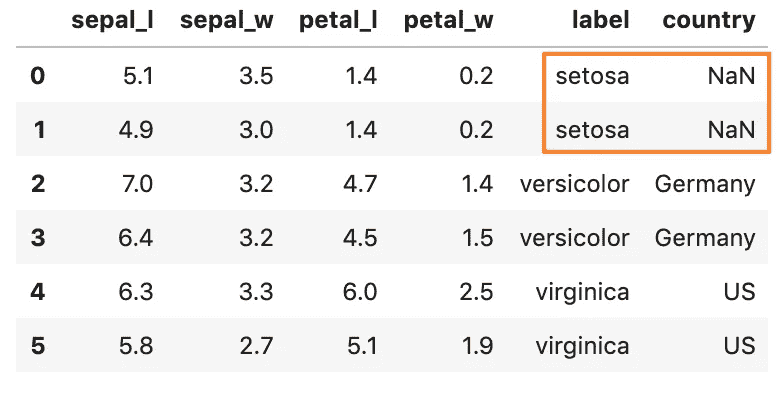 sepal_l sepal_w petal_l petal_w label country
0 5.1 3.5 1.4 0.2 setosa NaN
1 4.9 3.0 1.4 0.2 setosa NaN
2 7.0 3.2 4.7 1.4 versicolor Germany
3 6.4 3.2 4.5 1.5 versicolor Germany
4 6.3 3.3 6.0 2.5 virginica US
5 5.8 2.7 5.1 1.9 virginica US